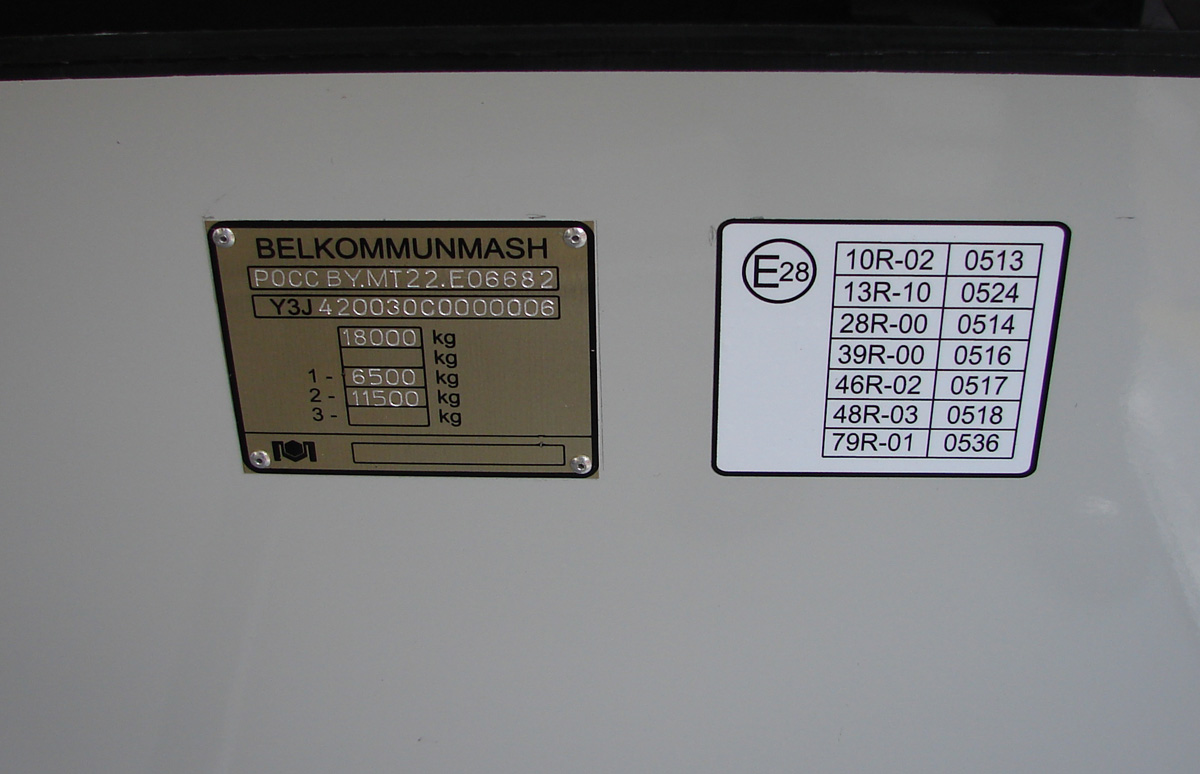 BELKOMMUNMASH
POCC BY.MT22.E06682
Y3J 420030C0000006
18000 kg
kg
1 - 6500 kg
2 - 11500 kg
3 - kg
E28
10R-02 0513
13R-10 0524
28R-00 0514
39R-00 0516
46R-02 0517
48R-03 0518
79R-01 0536